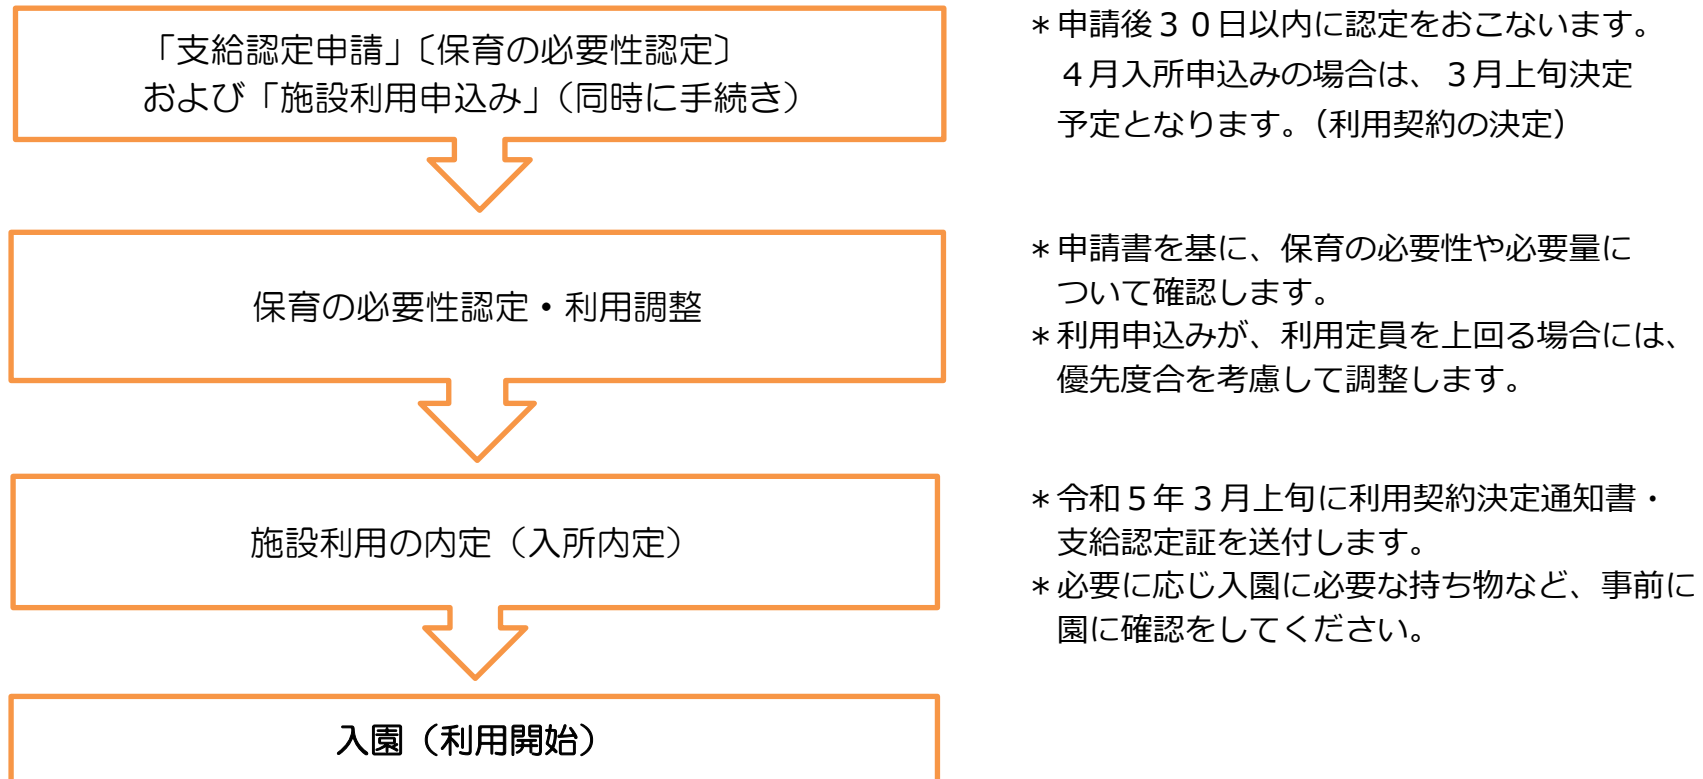 「支給認定申請」〔保育の必要性認定〕
および「施設利用申込み」（同時に手続き）
＊申請後３０日以内に認定をおこないます。
４月入所申込みの場合は、３月上旬決定
予定となります。（利用契約の決定）
保育の必要性認定・利用調整
＊申請書を基に、保育の必要性や必要量に
ついて確認します。
＊利用申込みが、利用定員を上回る場合には、
優先度合を考慮して調整します。
施設利用の内定（入所内定）
＊令和５年３月上旬に利用契約決定通知書・
支給認定証を送付します。
＊必要に応じ入園に必要な持ち物など、事前に
園に確認をしてください。
入園（利用開始）